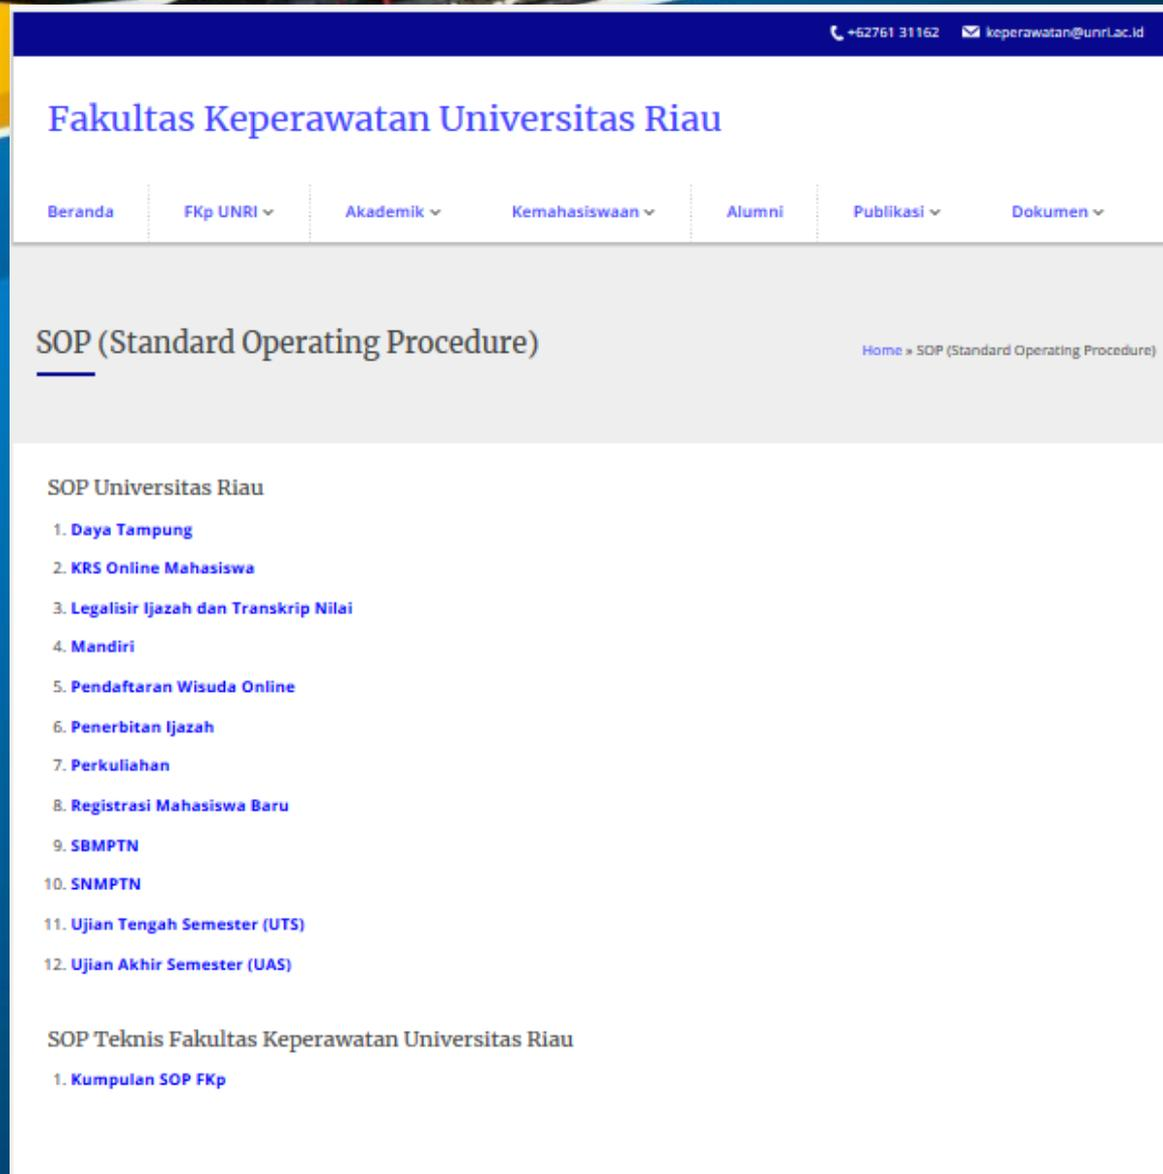 +62761 31162 keperawatan@unri.ac.id
Fakultas Keperawatan Universitas Riau
Beranda FKp UNRI Akademik Kemahasiswaan Alumni Publikasi Dokumen
SOP (Standard Operating Procedure)
Home » SOP (Standard Operating Procedure)
SOP Universitas Riau
1. Daya Tampung
2. KRS Online Mahasiswa
3. Legalisir Ijazah dan Transkrip Nilai
4. Mandiri
5. Pendaftaran Wisuda Online
6. Penerbitan Ijazah
7. Perkuliahan
8. Registrasi Mahasiswa Baru
9. SBMPTN
10. SNMPTN
11. Ujian Tengah Semester (UTS)
12. Ujian Akhir Semester (UAS)
SOP Teknis Fakultas Keperawatan Universitas Riau
1. Kumpulan SOP FKp